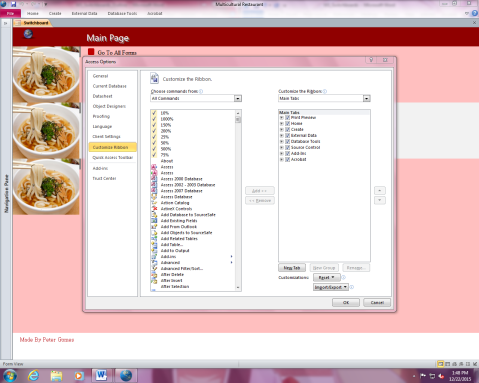 Multicultural Restaurant
File Home Create External Data Database Tools Acrobat
Switchboard
Main Page
Go To All Forms
Access Options
General
Current Database
Datasheet
Object Designers
Proofing
Language
Client Settings
Customize Ribbon
Quick Access Toolbar
Add-ins
Trust Center
Customize the Ribbon.
Choose commands from:
All Commands
10%
1000%
150%
200%
25%
50%
500%
75%
About
Access
Access
Access 2000 Database
Access 2002 - 2003 Database
Access 2007 Database
Access Database
Action Catalog
ActiveX Controls
Add Database to SourceSafe
Add Existing Fields
Add From Outlook
Add Objects to SourceSafe
Add Related Tables
Add Table...
Add to Output
Add-ins
Advanced
Advanced Filter/Sort...
After Delete
After Insert
After Selection
Add >>
<< Remove
Customize the Ribbon:
Main Tabs
Main Tabs
Print Preview
Home
Create
External Data
Database Tools
Source Control
Add-Ins
Acrobat
New Tab New Group Rename...
Customizations: Reset
Import/Export
OK Cancel
Navigation Pane
Made By Peter Games
Form View
1:48 PM
12/22/2015